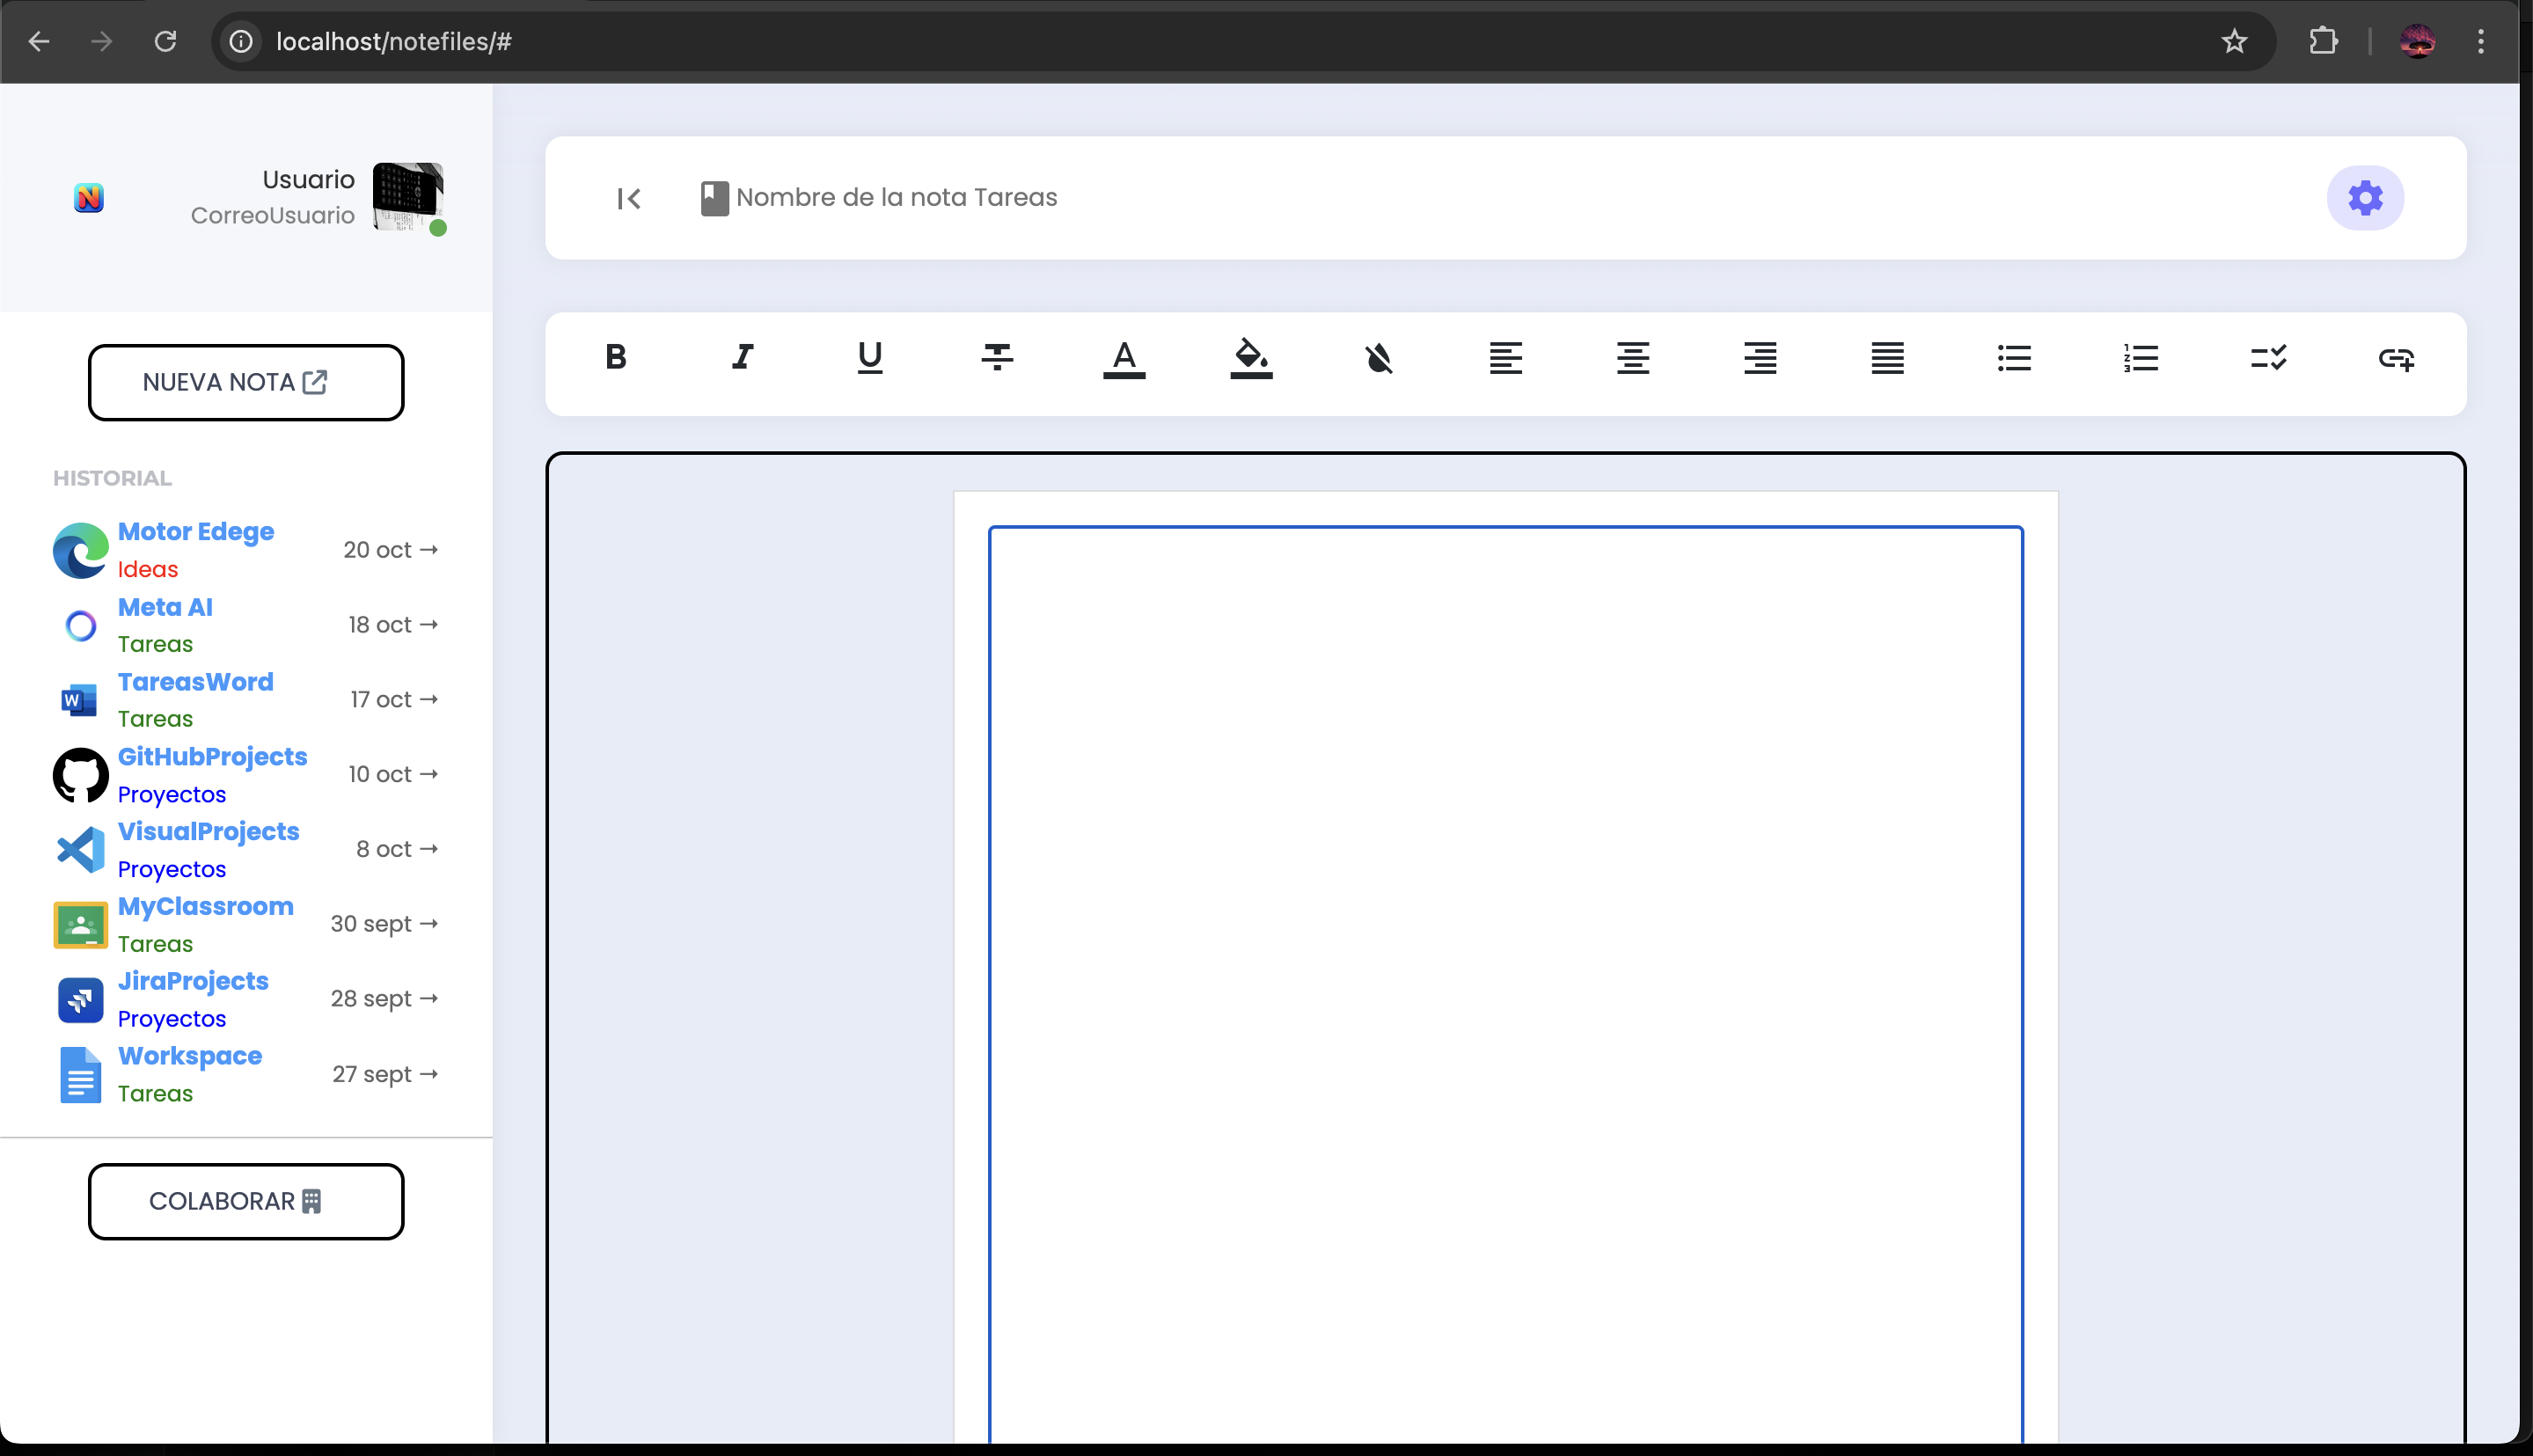 localhost/notefiles/#
Usuario
CorreoUsuario
Nombre de la nota Tareas
NUEVA NOTA
HISTORIAL
Motor Edege
Ideas
20 oct →
Meta AI
Tareas
18 oct →
TareasWord
Tareas
17 oct →
GitHubProjects
Proyectos
10 oct →
VisualProjects
Proyectos
8 oct →
MyClassroom
Tareas
30 sept →
JiraProjects
Proyectos
28 sept →
Workspace
Tareas
27 sept →
COLABORAR